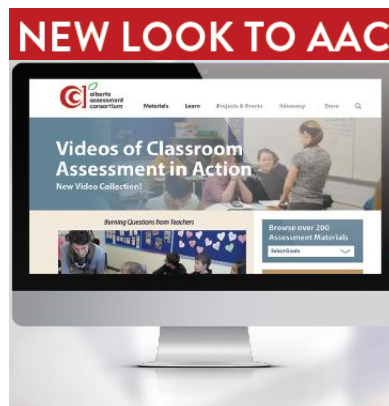 NEW LOOK TO AAC
alberta
assessment
consortium
Materials Learn Projects & Grants Advocacy Store
Videos of Classroom
Assessment in Action
New Video Collection!
Burning Questions from Teachers
Browse over 200
Assessment Materials
Select Grade